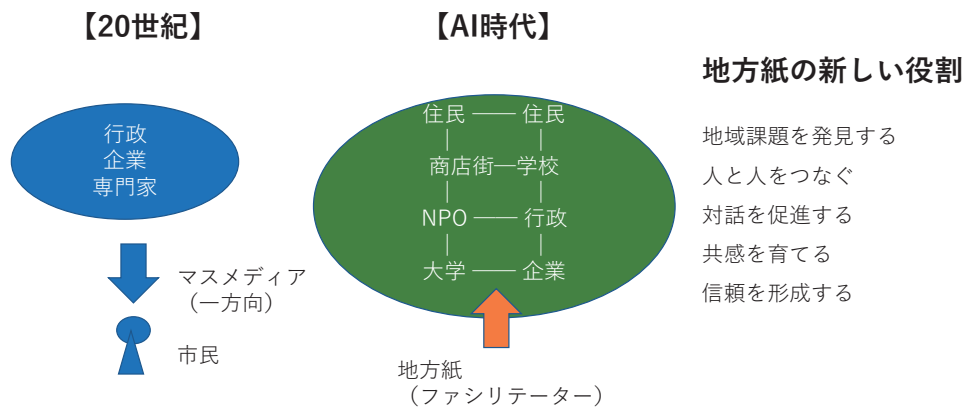 【20世紀】
行政
企業
専門家
マスメディア
（一方向）
市民
【AI時代】
住民 ―― 住民
｜ ｜
商店街―学校
｜ ｜
NPO ―― 行政
｜ ｜
大学 ―― 企業
地方紙
（ファシリテーター）
地方紙の新しい役割
地域課題を発見する
人と人をつなぐ
対話を促進する
共感を育てる
信頼を形成する